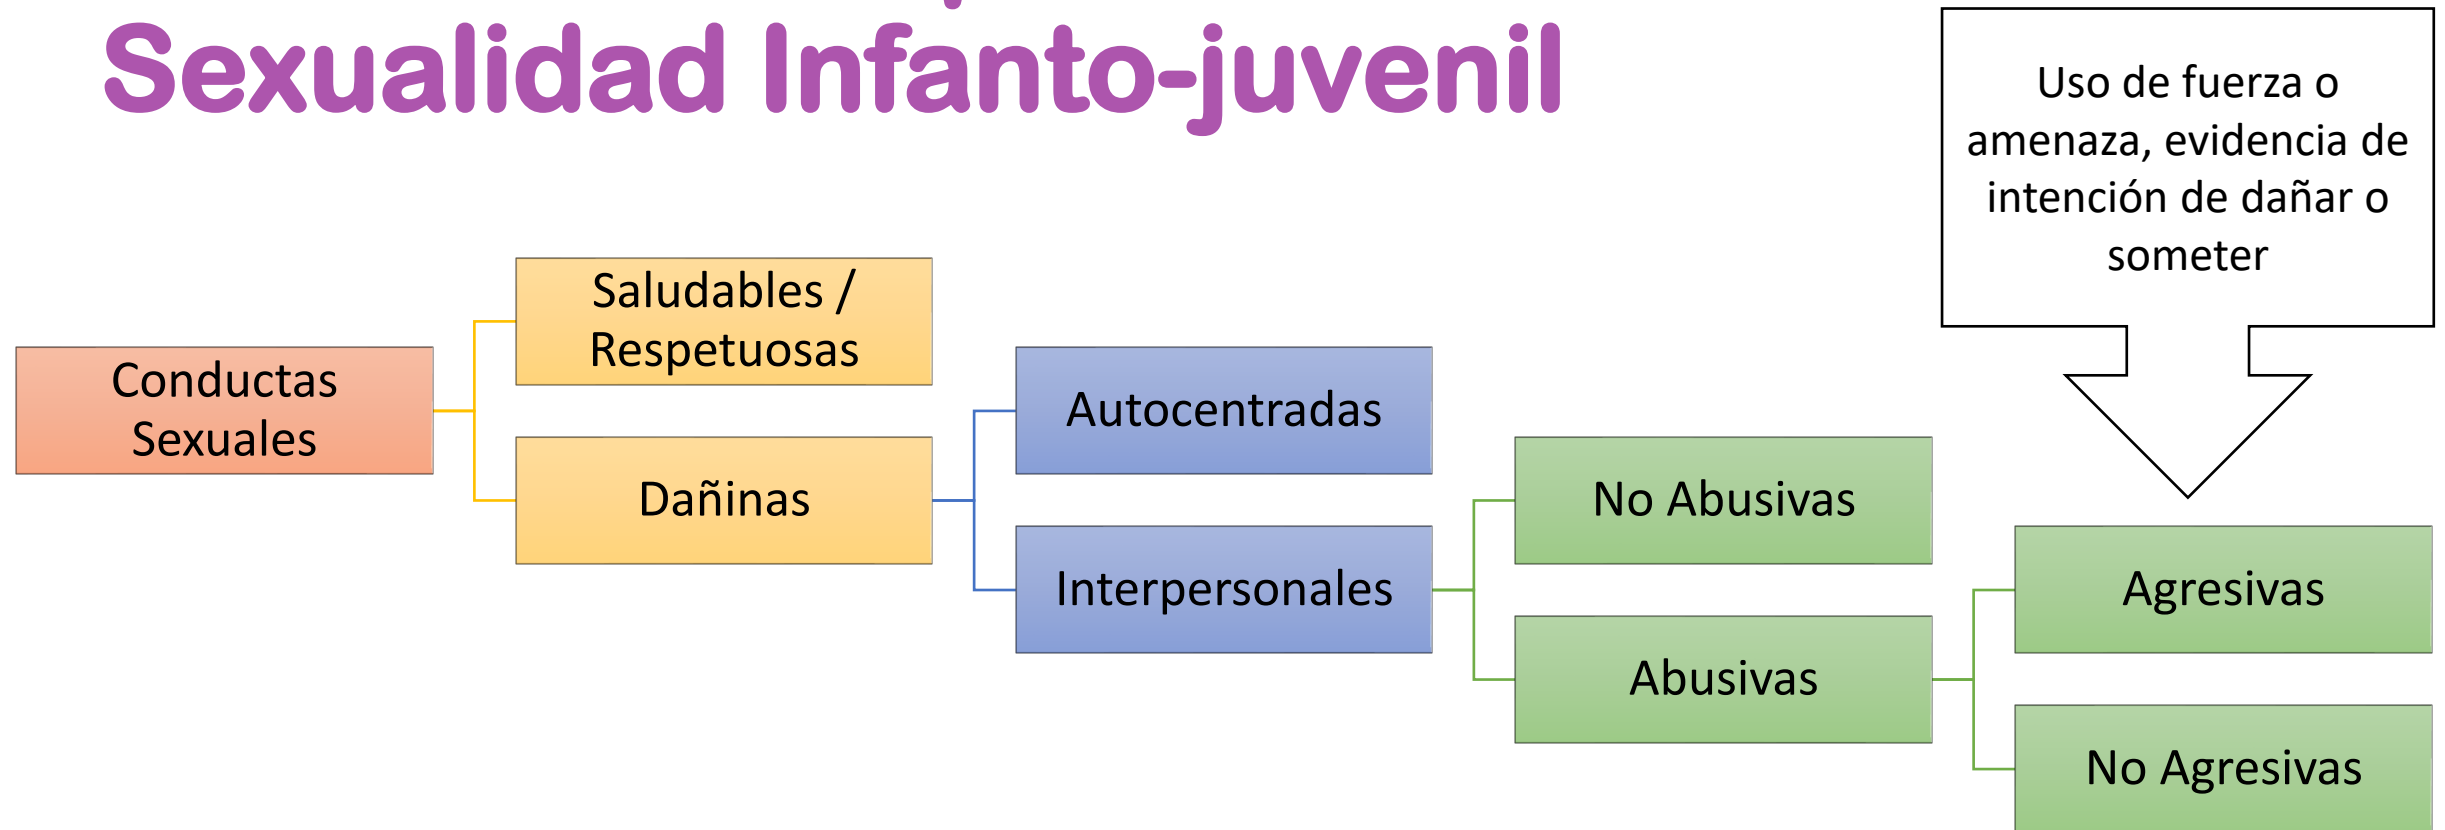 Sexualidad Infanto-juvenil
Uso de fuerza o
amenaza, evidencia de
intención de dañar o
someter
Conductas
Sexuales
Saludables /
Respetuosas
Dañinas
Autocentradas
Interpersonales
No Abusivas
Abusivas
Agresivas
No Agresivas